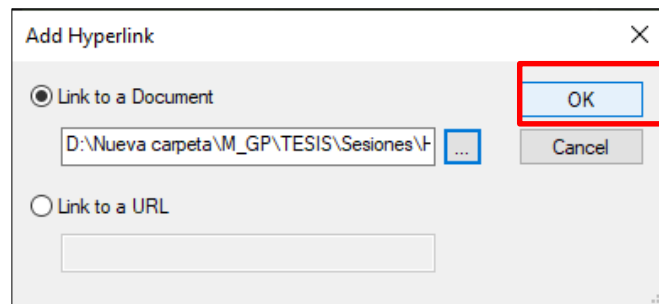 Add Hyperlink
Link to a Document
OK
D:\Nueva carpeta\M_GP\TESIS\Sesiones\H
...
Cancel
Link to a URL